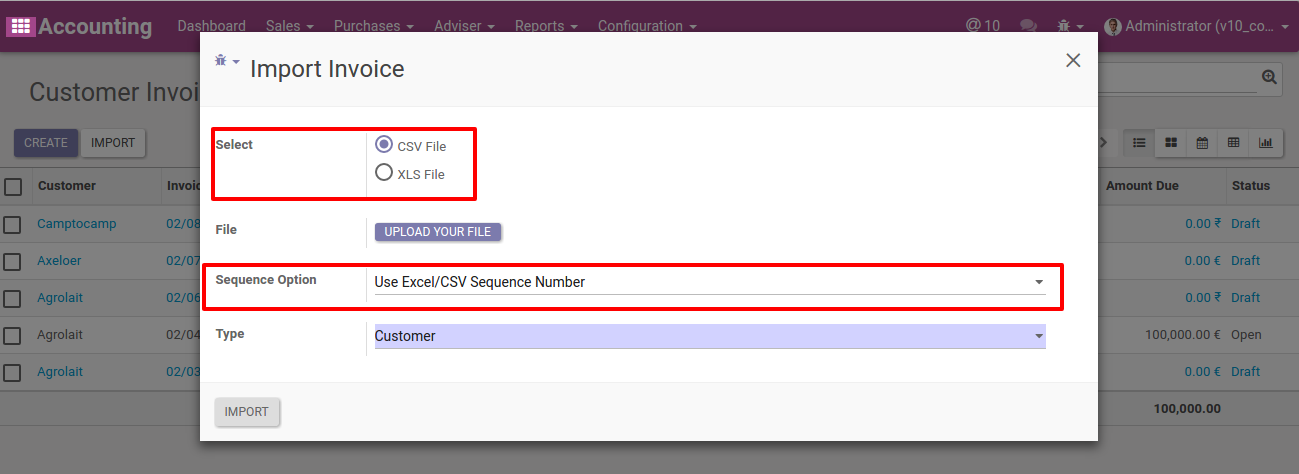 Accounting Dashboard Sales Purchases Adviser Reports Configuration @ 10 Administrator (v10_co...
Import Invoice
Customer Invoi
CREATE IMPORT
Select CSV File
XLS File
Customer Invoic Amount Due Status
Camptocamp 02/08 0.00 ₹ Draft
File UPLOAD YOUR FILE
Axeloer 02/07 0.00 € Draft
Sequence Option Use Excel/CSV Sequence Number
Agrolait 02/06 0.00 ₹ Draft
Type Customer
Agrolait 02/04 100,000.00 € Open
Agrolait 02/03 0.00 € Draft
IMPORT
100,000.00